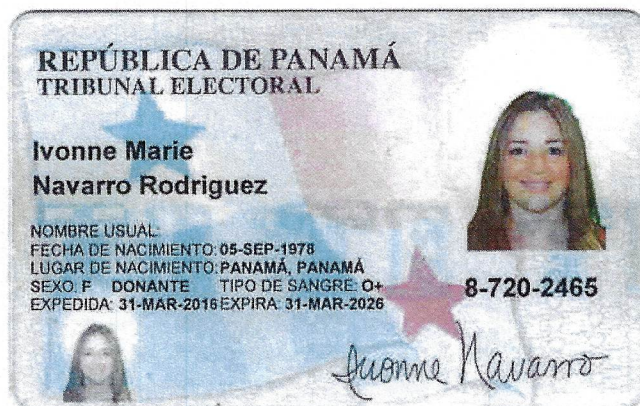 REPÚBLICA DE PANAMÁ
TRIBUNAL ELECTORAL
Ivonne Marie
Navarro Rodriguez
NOMBRE USUAL:
FECHA DE NACIMIENTO: 05-SEP-1978
LUGAR DE NACIMIENTO: PANAMÁ, PANAMÁ
SEXO: F DONANTE TIPO DE SANGRE: O+
EXPEDIDA: 31-MAR-2016 EXPIRA: 31-MAR-2026
8-720-2465
Ivonne Navarro